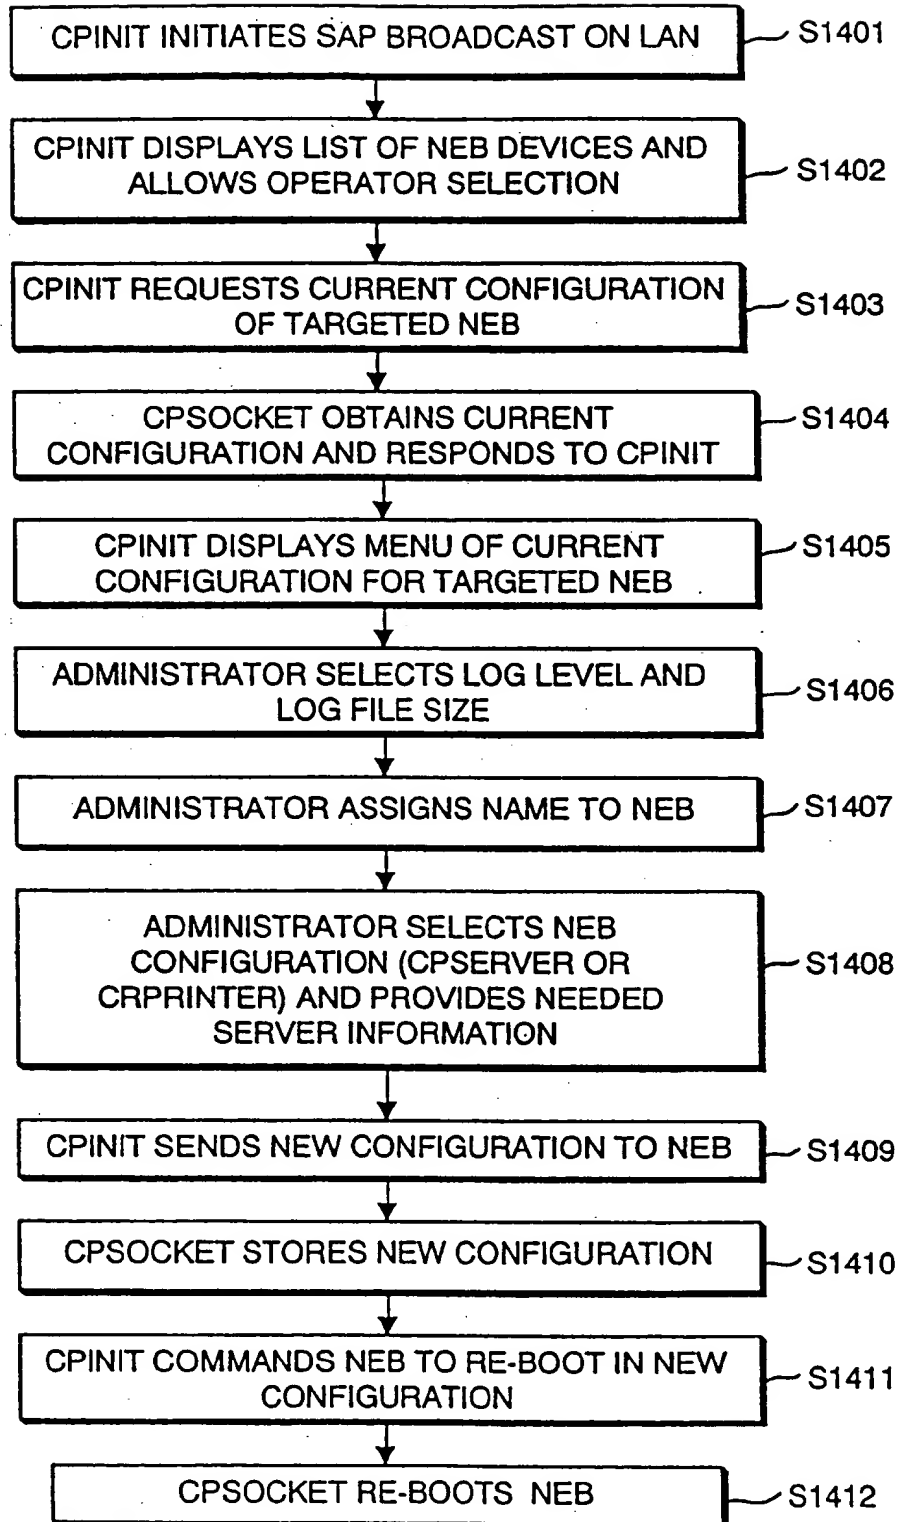 CPINIT INITIATES SAP BROADCAST ON LAN
S1401
CPINIT DISPLAYS LIST OF NEB DEVICES AND
ALLOWS OPERATOR SELECTION
S1402
CPINIT REQUESTS CURRENT CONFIGURATION
OF TARGETED NEB
S1403
CPSOCKET OBTAINS CURRENT
CONFIGURATION AND RESPONDS TO CPINIT
S1404
CPINIT DISPLAYS MENU OF CURRENT
CONFIGURATION FOR TARGETED NEB
S1405
ADMINISTRATOR SELECTS LOG LEVEL AND
LOG FILE SIZE
S1406
ADMINISTRATOR ASSIGNS NAME TO NEB
S1407
ADMINISTRATOR SELECTS NEB
CONFIGURATION (CPSERVER OR
CRPRINTER) AND PROVIDES NEEDED
SERVER INFORMATION
S1408
CPINIT SENDS NEW CONFIGURATION TO NEB
S1409
CPSOCKET STORES NEW CONFIGURATION
S1410
CPINIT COMMANDS NEB TO RE-BOOT IN NEW
CONFIGURATION
S1411
CPSOCKET RE-BOOTS NEB
S1412